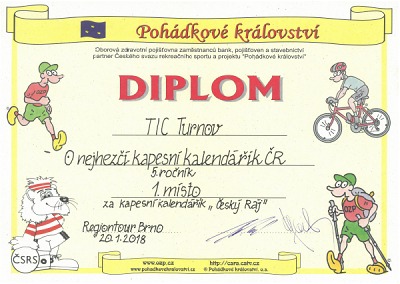 Pohádkové království
Oborová zdravotní pojišťovna zaměstnanců bank, pojišťoven a stavebnictví
partner Českého svazu rekreačního sportu a projektu "Pohádkové království"
DIPLOM
TIC Turnov
O nejhezčí kapesní kalendářík ČR
5. ročník
1. místo
za kapesní kalendářík „Český Ráj"
Regiontour Brno
20.1.2018
ČSRS
www.ozp.cz
http://csrs.cstv.cz
www.pohadkovekralovstvi.cz
© Pohádkové království, o.s.